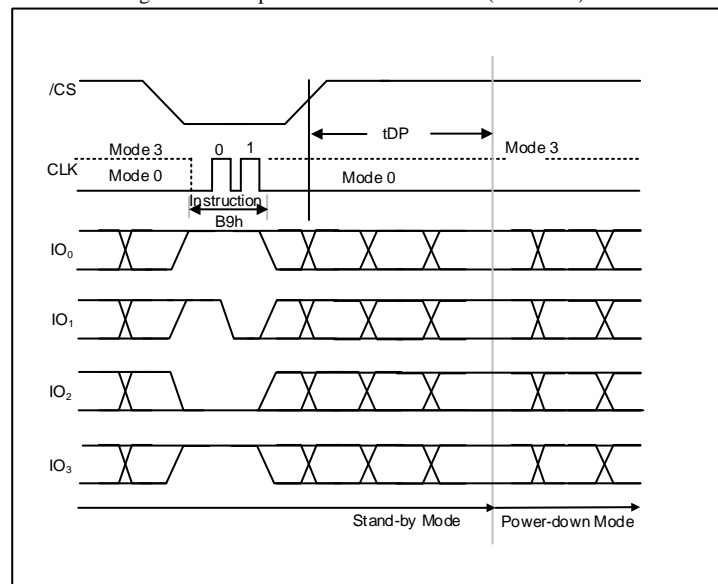 /CS
tDP
Mode 3 0 1 Mode 3
CLK
Mode 0 Mode 0
Instruction
B9h
IO0
IO1
IO2
IO3
Stand-by Mode Power-down Mode